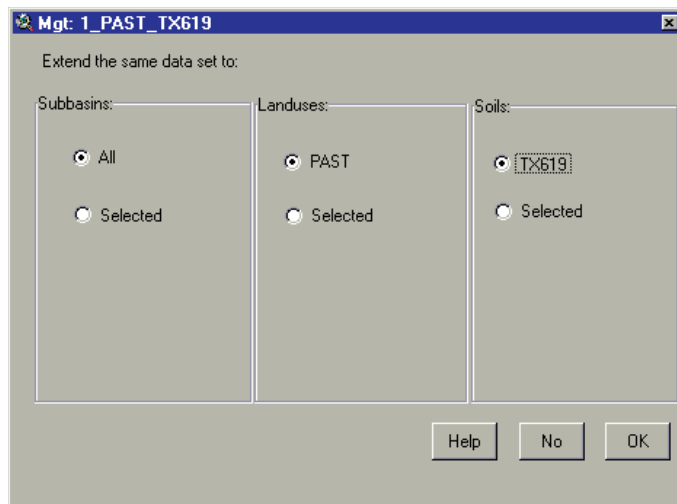 Mgt: 1_PAST_TX619
Extend the same data set to:
Subbasins:
All
Selected
Landuses:
PAST
Selected
Soils:
TX619
Selected
Help
No
OK